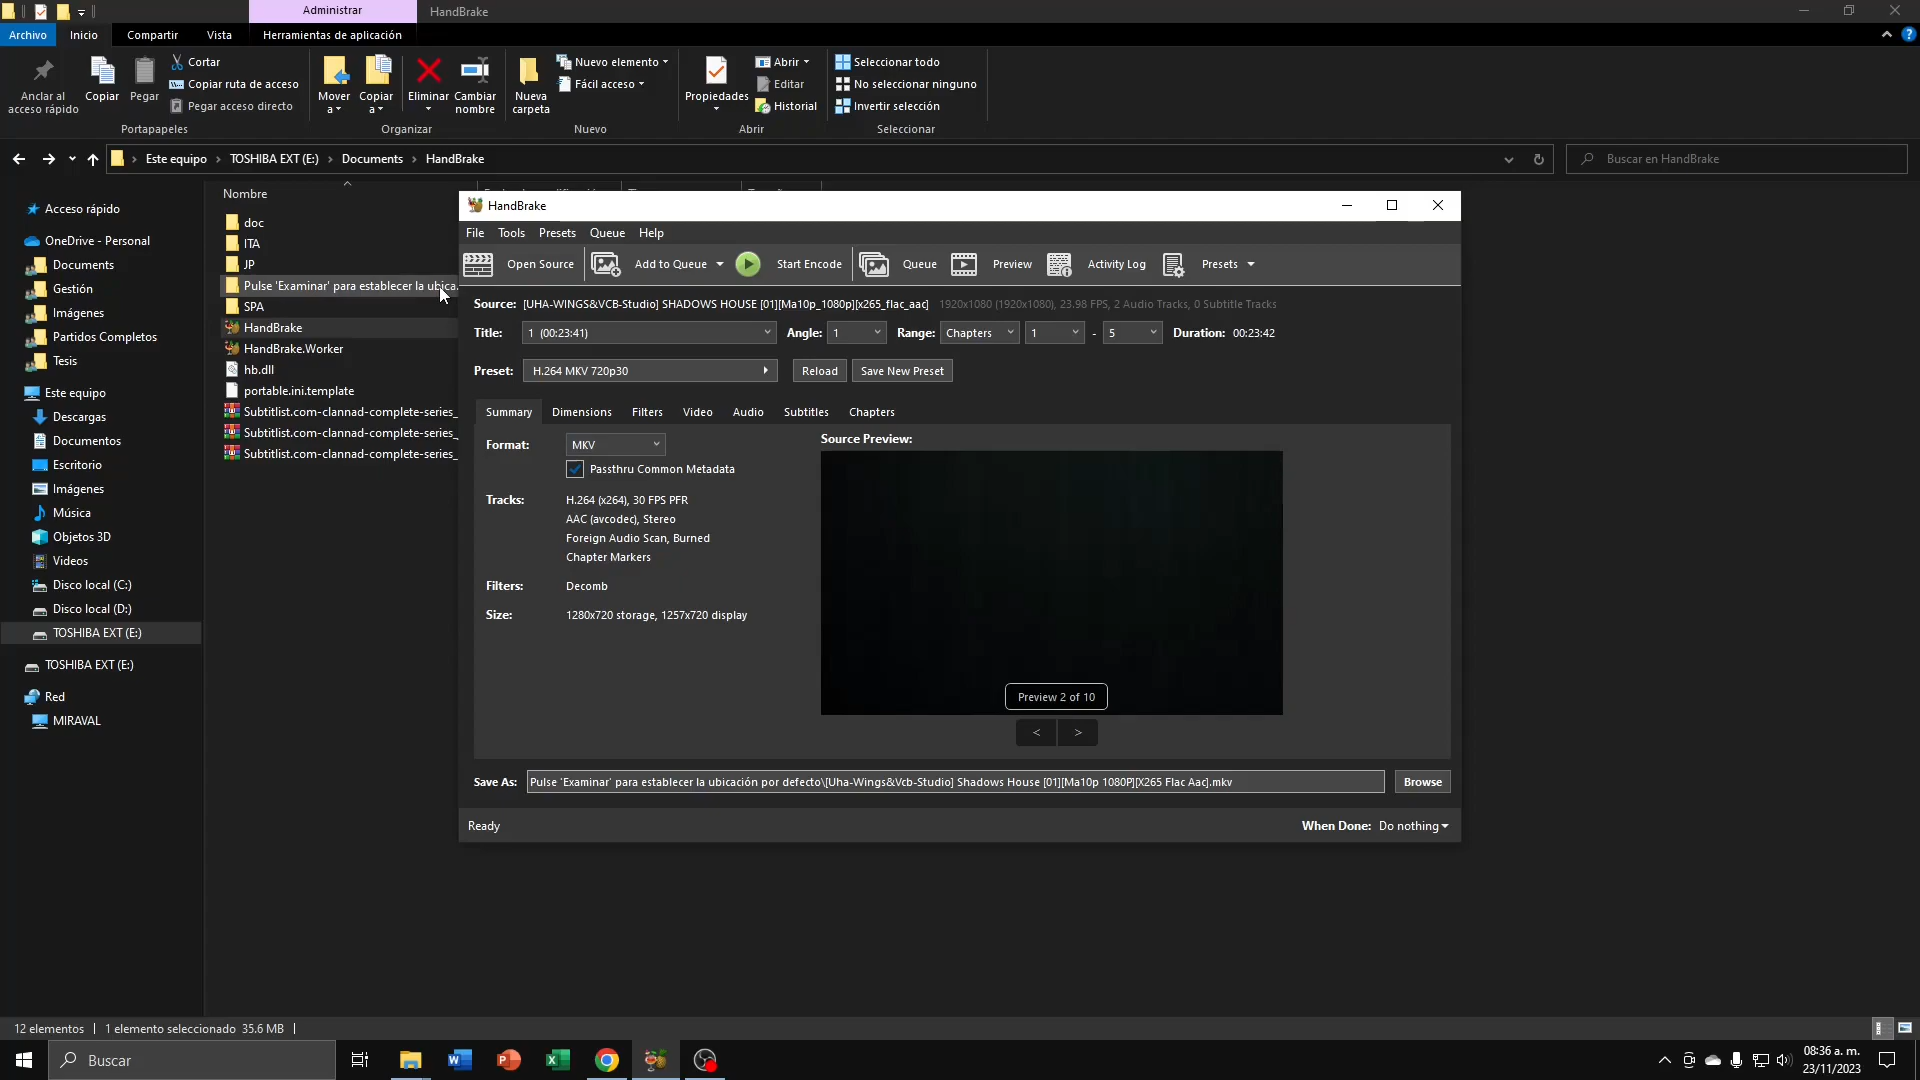 Administrar
HandBrake
Archivo
Inicio
Compartir
Vista
Herramientas de aplicación
Anclar al
acceso rápido
Copiar
Pegar
Cortar
Copiar ruta de acceso
Pegar acceso directo
Portapapeles
Mover
a
Copiar
a
Eliminar
Cambiar
nombre
Organizar
Nueva
carpeta
Nuevo elemento
Fácil acceso
Nuevo
Propiedades
Abrir
Editar
Historial
Abrir
Seleccionar todo
No seleccionar ninguno
Invertir selección
Seleccionar
Este equipo
TOSHIBA EXT (E:)
Documents
HandBrake
Buscar en HandBrake
Acceso rápido
OneDrive - Personal
Documents
Gestión
Imágenes
Partidos Completos
Tesis
Este equipo
Descargas
Documentos
Escritorio
Imágenes
Música
Objetos 3D
Videos
Disco local (C:)
Disco local (D:)
TOSHIBA EXT (E:)
TOSHIBA EXT (E:)
Red
MIRAVAL
Nombre
doc
ITA
JP
Pulse 'Examinar' para establecer la ubica.
SPA
HandBrake
HandBrake.Worker
hb.dll
portable.ini.template
Subtitlist.com-clannad-complete-series_
Subtitlist.com-clannad-complete-series_
Subtitlist.com-clannad-complete-series_
HandBrake
File Tools Presets Queue Help
Open Source
Add to Queue
Start Encode
Queue
Preview
Activity Log
Presets
Source: [UHA-WINGS&VCB-Studio] SHADOWS HOUSE [01][Ma10p_1080p][x265_flac_aac] 1920x1080 (1920x1080), 23.98 FPS, 2 Audio Tracks, 0 Subtitle Tracks
Title: 1 (00:23:41) Angle: 1 Range: Chapters 1 - 5 Duration: 00:23:42
Preset: H.264 MKV 720p30 Reload Save New Preset
Summary Dimensions Filters Video Audio Subtitles Chapters
Format: MKV
Passthru Common Metadata
Tracks: H.264 (x264), 30 FPS PFR
AAC (avcodec), Stereo
Foreign Audio Scan, Burned
Chapter Markers
Filters: Decomb
Size: 1280x720 storage, 1257x720 display
Source Preview:
Preview 2 of 10
< >
Save As: Pulse 'Examinar' para establecer la ubicación por defecto\[Uha-Wings&Vcb-Studio] Shadows House [01][Ma10p 1080P][X265 Flac Aac].mkv Browse
Ready
When Done: Do nothing
12 elementos
1 elemento seleccionado 35.6 MB
Buscar
08:36 a. m.
23/11/2023